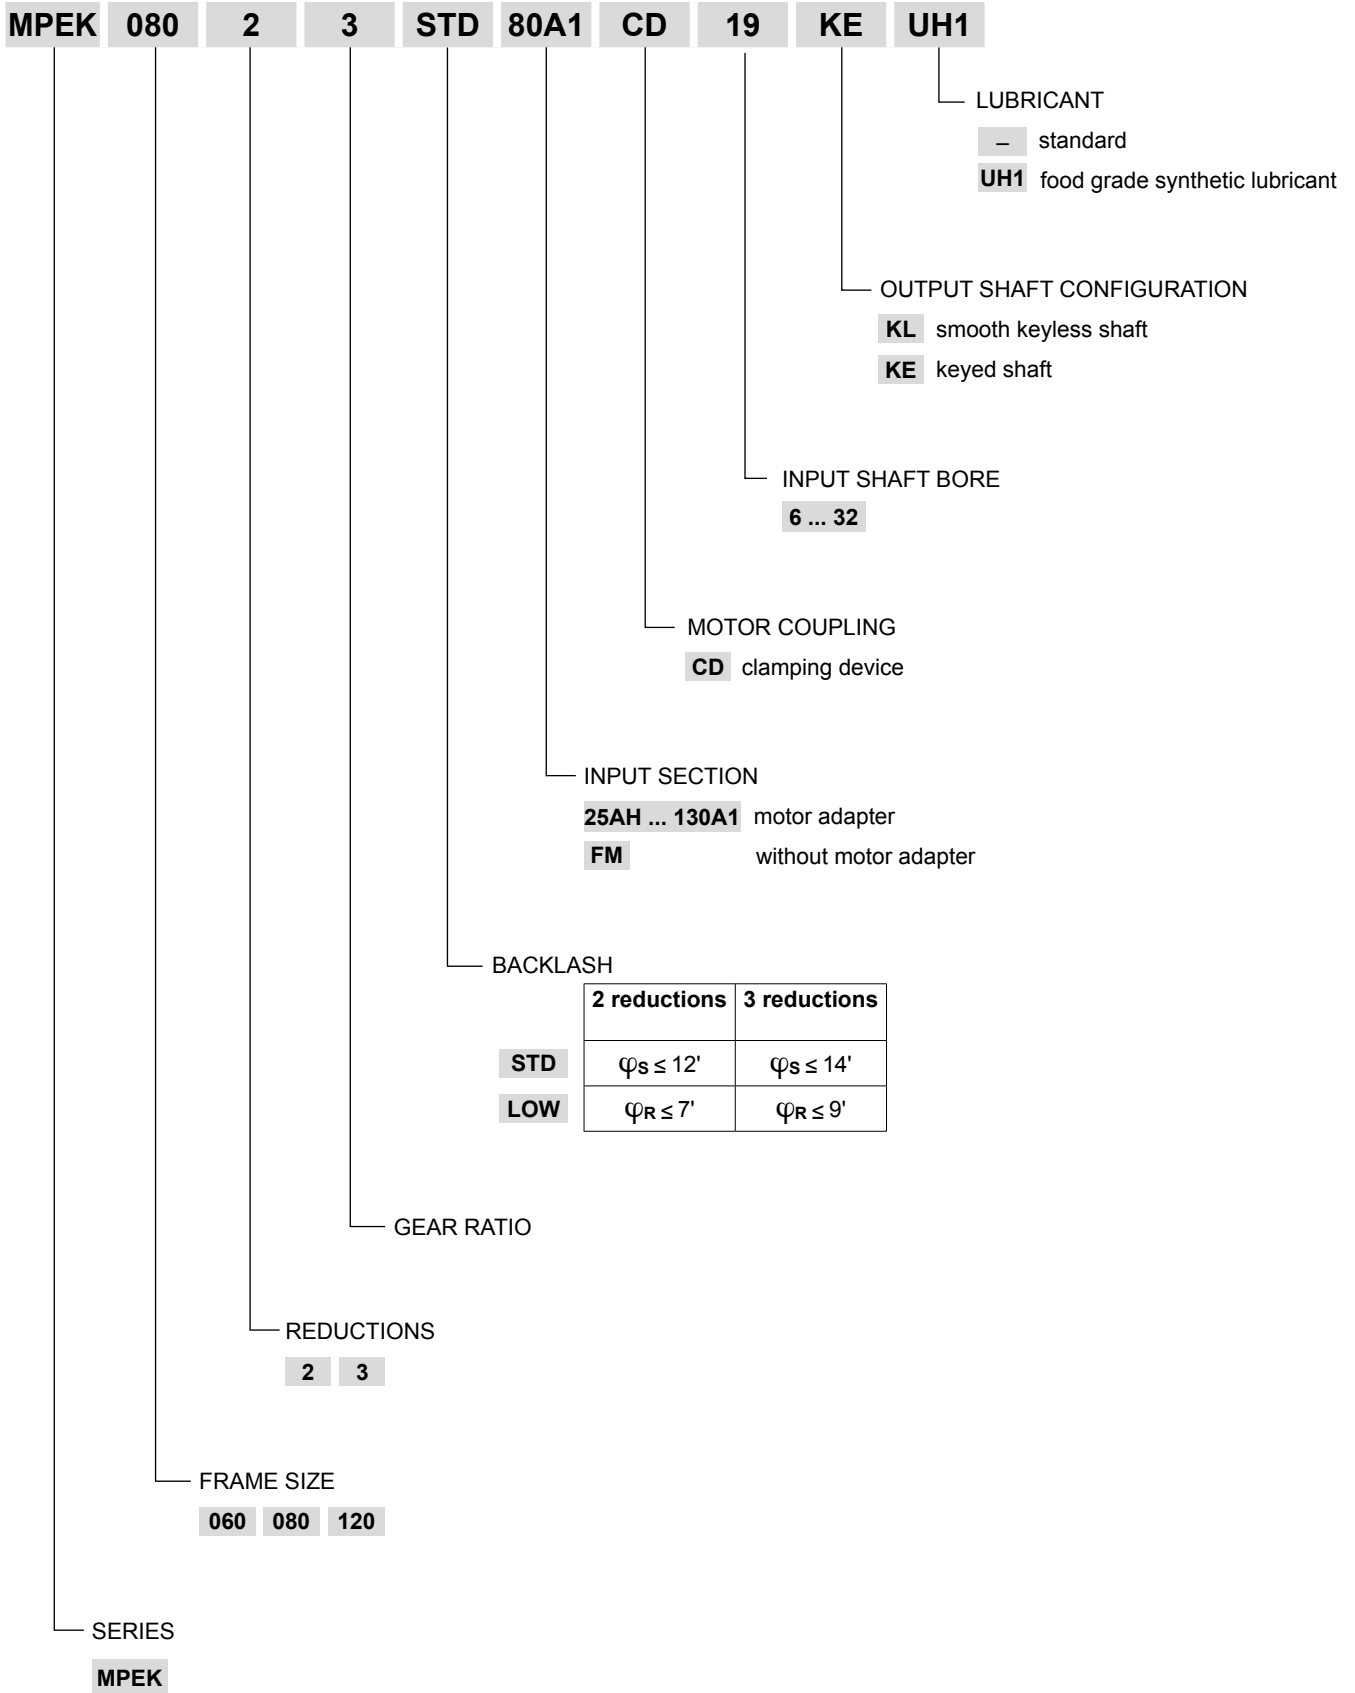 MPEK 080 2 3 STD 80A1 CD 19 KE UH1
LUBRICANT
– standard
UH1 food grade synthetic lubricant
OUTPUT SHAFT CONFIGURATION
KL smooth keyless shaft
KE keyed shaft
INPUT SHAFT BORE
6 ... 32
MOTOR COUPLING
CD clamping device
INPUT SECTION
25AH ... 130A1 motor adapter
FM without motor adapter
BACKLASH
2 reductions 3 reductions
STD φS ≤ 12' φS ≤ 14'
LOW φR ≤ 7' φR ≤ 9'
GEAR RATIO
REDUCTIONS
2 3
FRAME SIZE
060 080 120
SERIES
MPEK